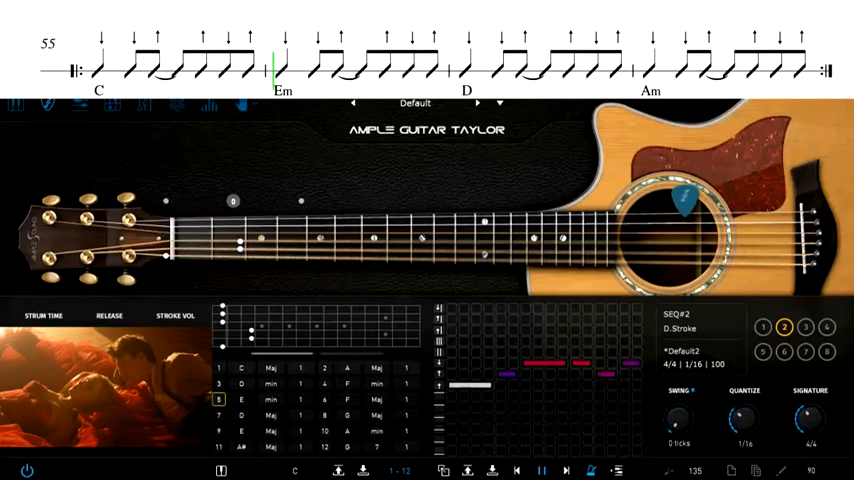 55
C Em D Am
Default
AMPLE GUITAR TAYLOR
0
STRUM TIME RELEASE STROKE VOL
SEQ#2
D.Stroke
1 2 3 4
*Default2
4/4 | 1/16 | 100
5 6 7 8
1 C Maj 1 2 A Maj 1
3 D min 1 4 F Maj 1
5 E min 1 6 F Maj 1
7 D Maj 1 8 G Maj 1
9 E Maj 1 10 A min 1
11 A# Maj 1 12 G 7 1
SWING QUANTIZE SIGNATURE
0 ticks 1/16 4/4
C 1 - 12 135 90